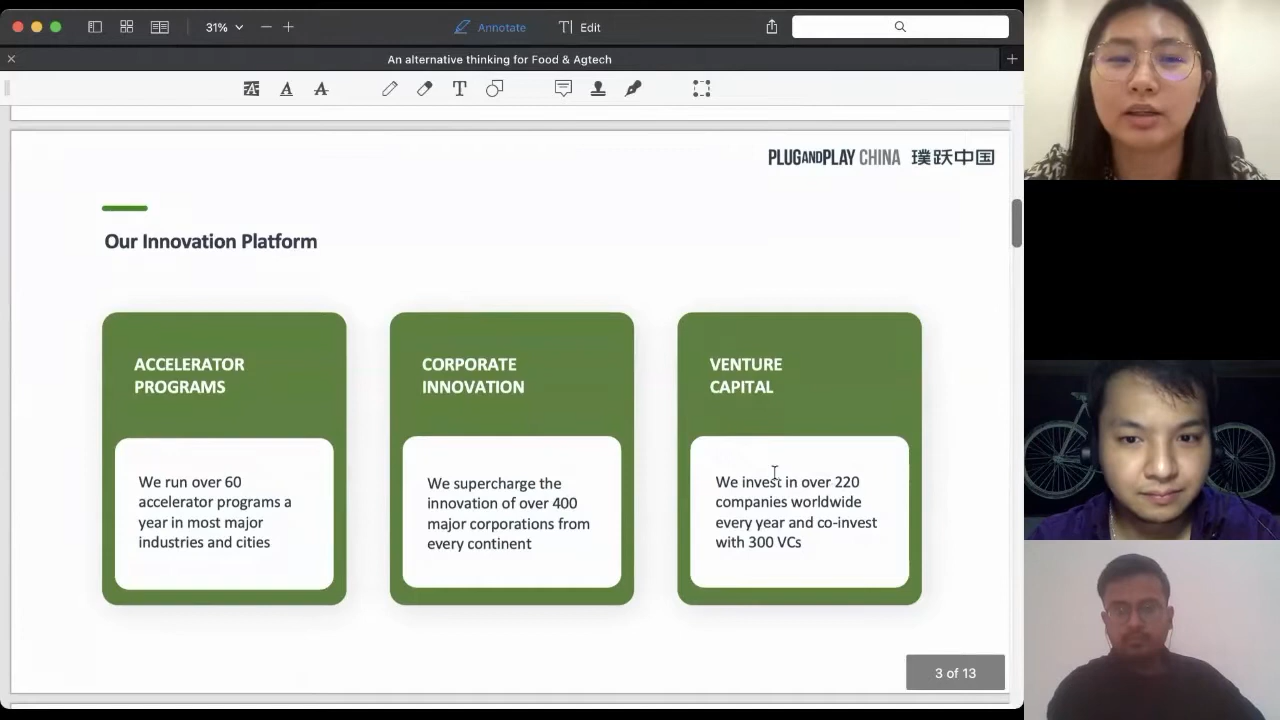 31%
Annotate
Edit
An alternative thinking for Food & Agtech
PLUGANDPLAY CHINA 璞跃中国
Our Innovation Platform
ACCELERATOR
PROGRAMS
We run over 60
accelerator programs a
year in most major
industries and cities
CORPORATE
INNOVATION
We supercharge the
innovation of over 400
major corporations from
every continent
VENTURE
CAPITAL
We invest in over 220
companies worldwide
every year and co-invest
with 300 VCs
3 of 13